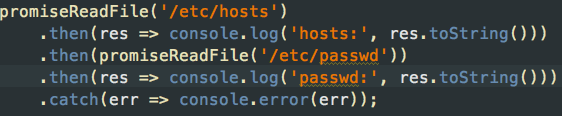 promiseReadFile('/etc/hosts')
.then(res => console.log('hosts:', res.toString()))
.then(promiseReadFile('/etc/passwd'))
.then(res => console.log('passwd:', res.toString()))
.catch(err => console.error(err));